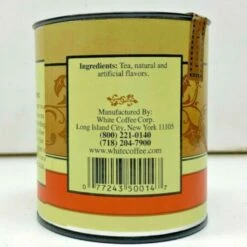 Ingredients: Tea, natural and
artificial flavors.
Manufactured By:
White Coffee Corp.
Long Island City, New York 11105
(800) 221-0140
(718) 204-7900
www.whitecoffee.com
0 77243 50014 7